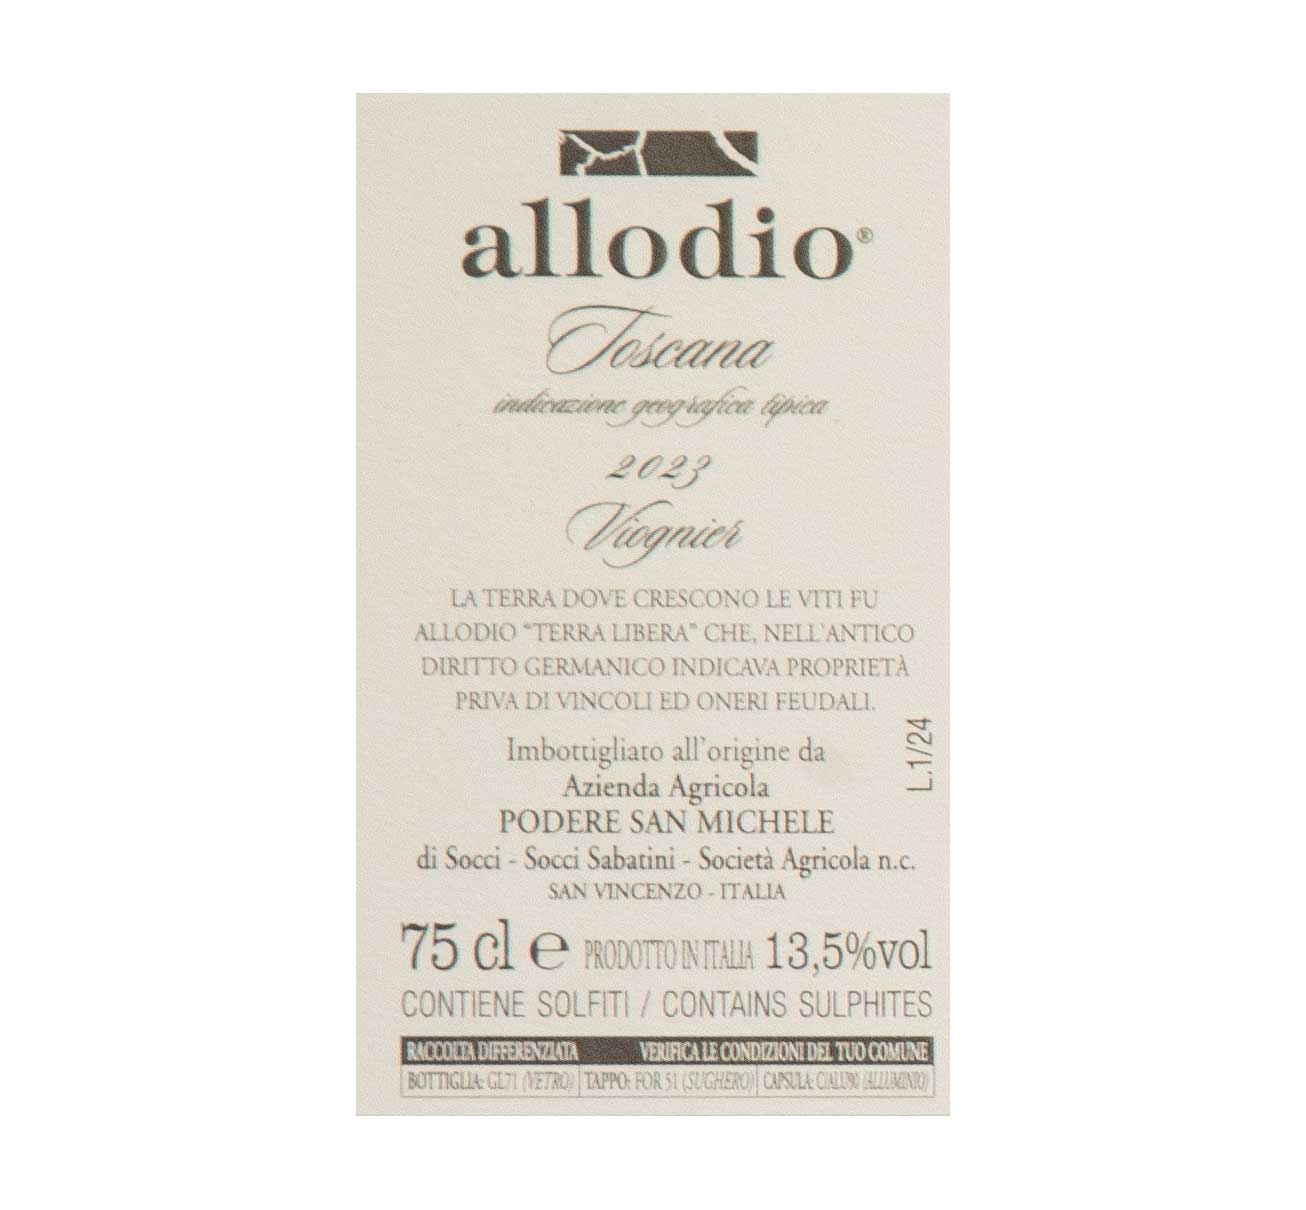 allodio®
Toscana
indicazione geografica tipica
2023
Viognier
LA TERRA DOVE CRESCONO LE VITI FU
ALLODIO "TERRA LIBERA" CHE, NELL'ANTICO
DIRITTO GERMANICO INDICAVA PROPRIETÀ
PRIVA DI VINCOLI ED ONERI FEUDALI.
L.1/24
Imbottigliato all'origine da
Azienda Agricola
PODERE SAN MICHELE
di Socci - Socci Sabatini - Società Agricola n.c.
SAN VINCENZO - ITALIA
75 cl ℮ PRODOTTO IN ITALIA 13,5%vol
CONTIENE SOLFITI / CONTAINS SULPHITES
RACCOLTA DIFFERENZIATA VERIFICA LE CONDIZIONI DEL TUO COMUNE
BOTTIGLIA: GL71 (VETRO) TAPPO: FOR 51 (SUGHERO) CAPSULA: C/ALU90 (ALLUMINIO)